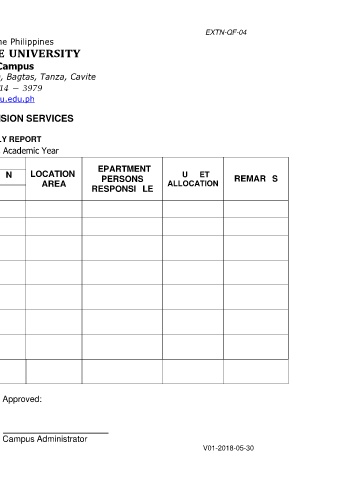 EXTN-QF-04
he Philippines
E UNIVERSITY
Campus
, Bagtas, Tanza, Cavite
14 – 3979
u.edu.ph
SION SERVICES
LY REPORT
Academic Year
N
LOCATION
AREA
EPARTMENT
PERSONS
RESPONSI LE
U ET
ALLOCATION
REMAR S
Approved:
Campus Administrator
V01-2018-05-30